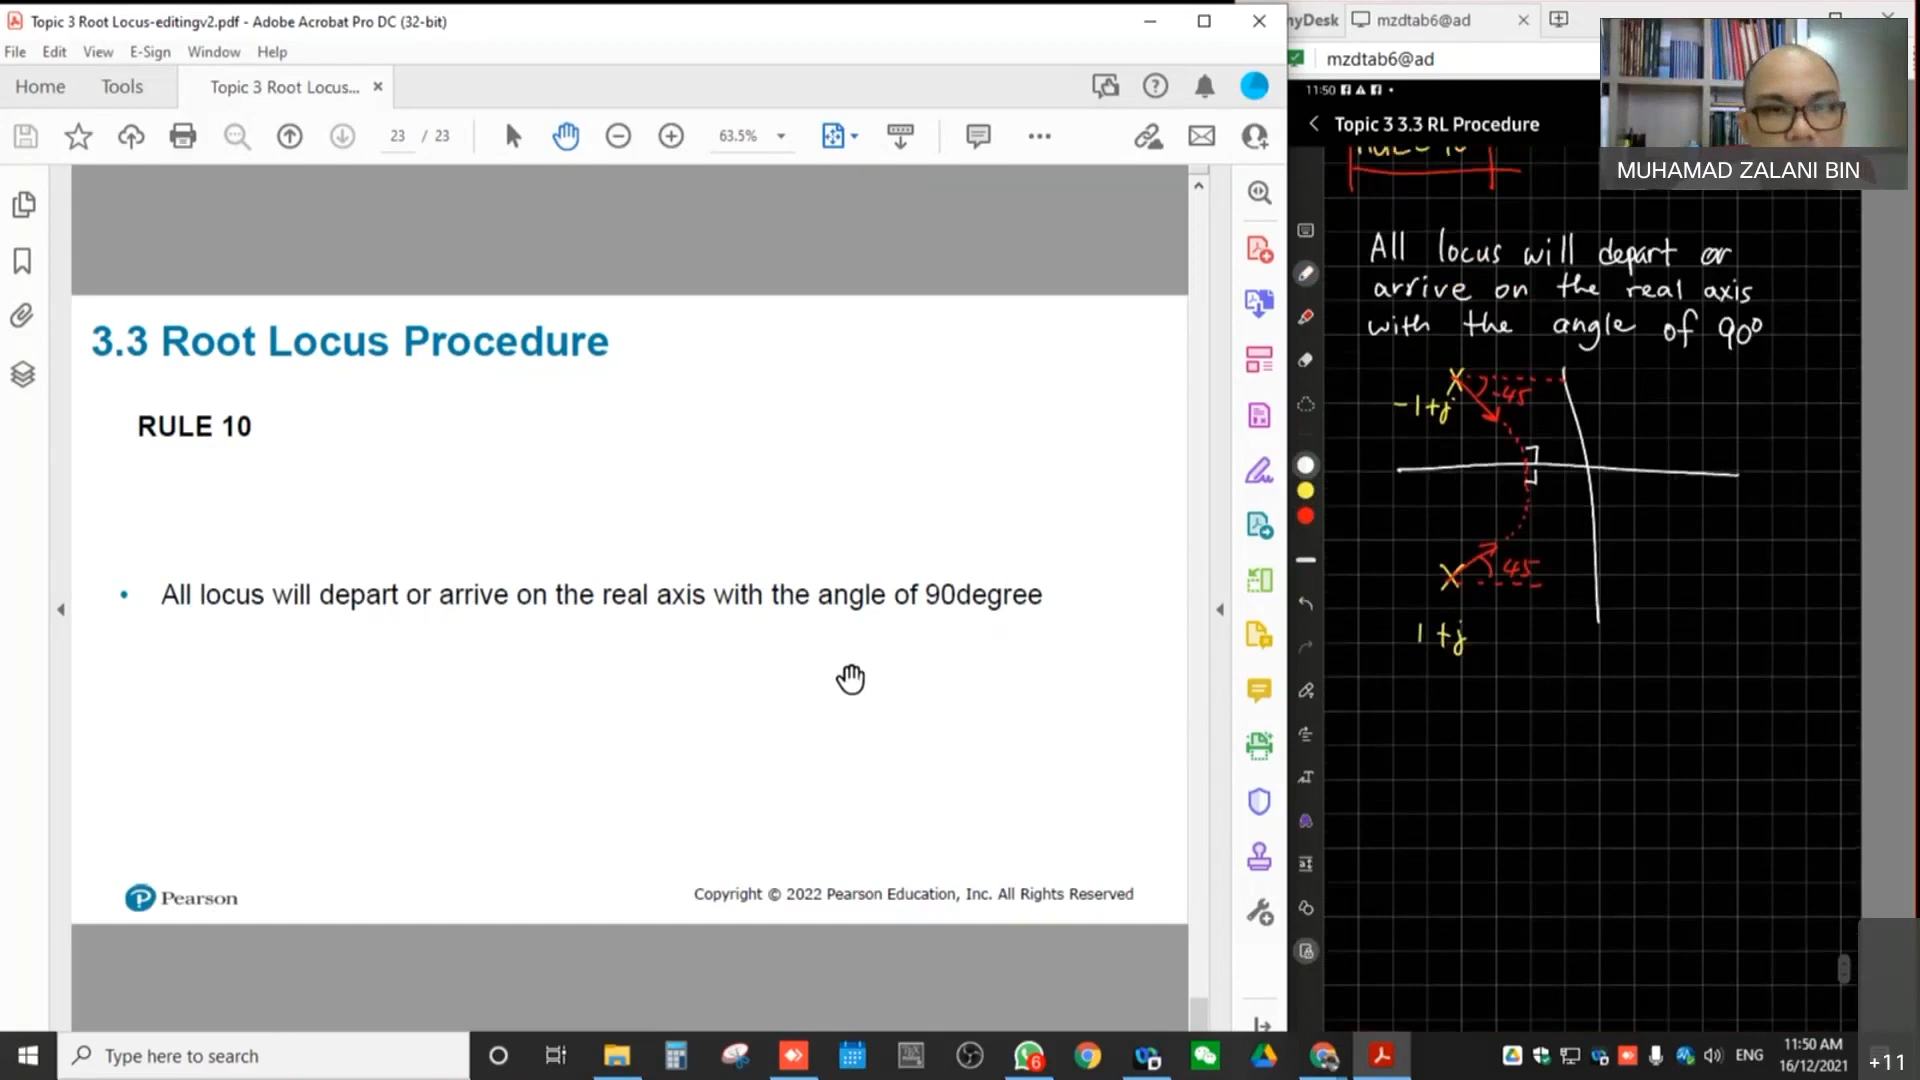 Topic 3 Root Locus-editingv2.pdf - Adobe Acrobat Pro DC (32-bit)
File Edit View E-Sign Window Help
Home Tools Topic 3 Root Locus...
23 / 23 63.5%
3.3 Root Locus Procedure
RULE 10
• All locus will depart or arrive on the real axis with the angle of 90degree
Pearson
Copyright © 2022 Pearson Education, Inc. All Rights Reserved
nyDesk mzdtab6@ad
mzdtab6@ad
11:50
Topic 3 3.3 RL Procedure
MUHAMAD ZALANI BIN
All locus will depart or
arrive on the real axis
with the angle of 90°
-45
-1+j
45
1+j
Type here to search
6
ENG
11:50 AM
16/12/2021
+11